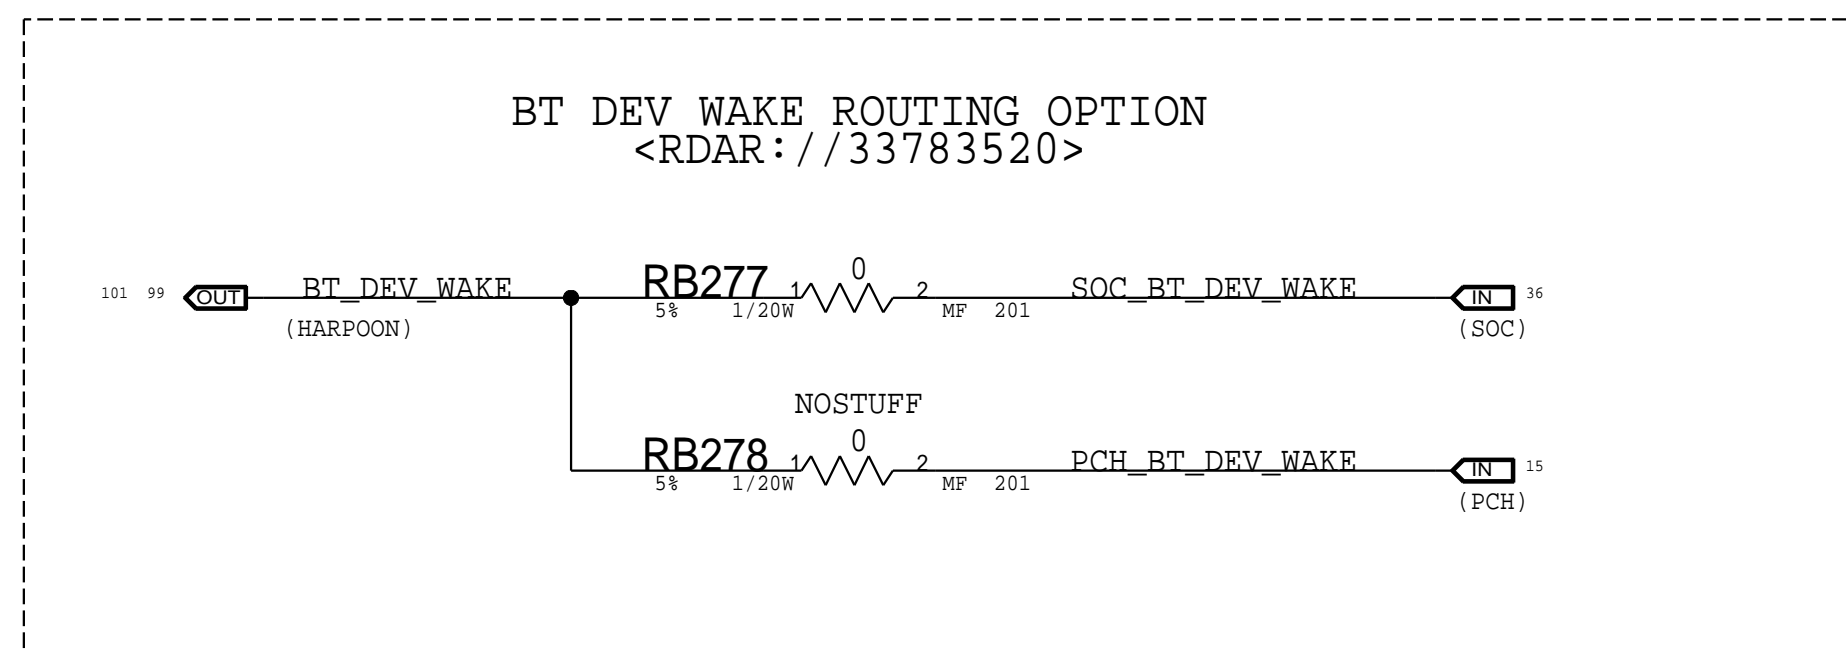 BT DEV WAKE ROUTING OPTION
<RDAR://33783520>
101 99 OUT BT_DEV_WAKE RB277 1 0 2 SOC_BT_DEV_WAKE IN 36
5% 1/20W MF 201
(HARPOON) (SOC)
NOSTUFF
RB278 1 0 2 PCH_BT_DEV_WAKE IN 15
5% 1/20W MF 201
(PCH)